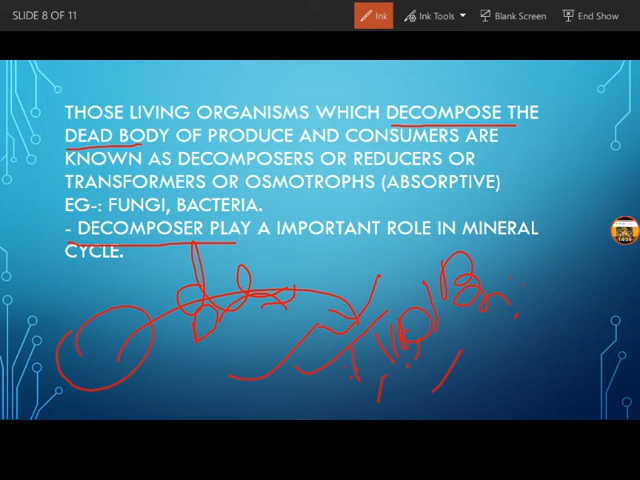 SLIDE 8 OF 11
Ink Ink Tools Blank Screen End Show
THOSE LIVING ORGANISMS WHICH DECOMPOSE THE
DEAD BODY OF PRODUCE AND CONSUMERS ARE
KNOWN AS DECOMPOSERS OR REDUCERS OR
TRANSFORMERS OR OSMOTROPHS (ABSORPTIVE)
EG-: FUNGI, BACTERIA.
- DECOMPOSER PLAY A IMPORTANT ROLE IN MINERAL
CYCLE.